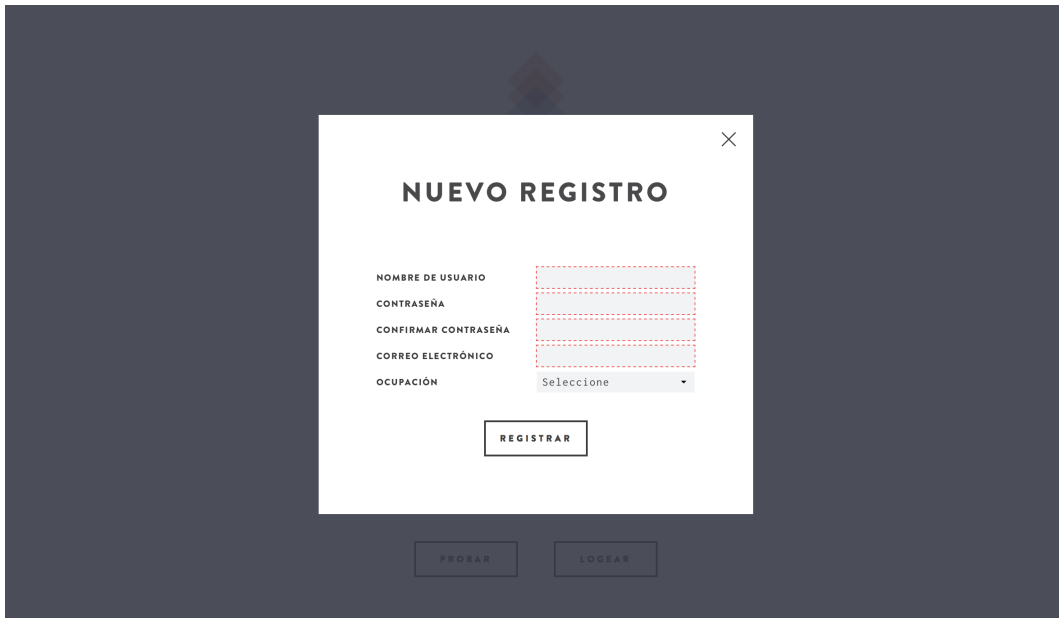 NUEVO REGISTRO
NOMBRE DE USUARIO
CONTRASEÑA
CONFIRMAR CONTRASEÑA
CORREO ELECTRÓNICO
OCUPACIÓN Seleccione
REGISTRAR
PROBAR LOGEAR